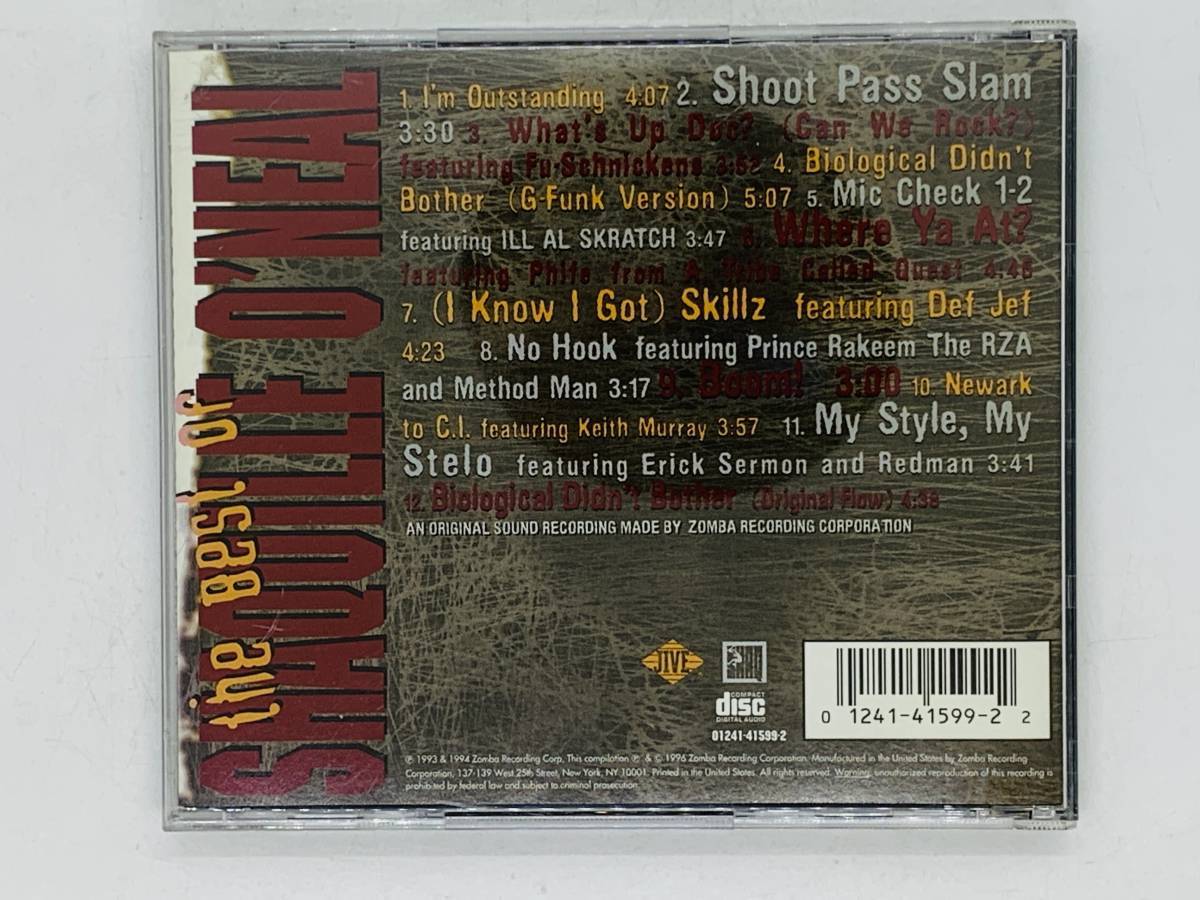 the Best of
SHAQUILLE O'NEAL
1. I'm Outstanding 4:07 2. Shoot Pass Slam
3:30 3. What's Up Doc? (Can We Rock?)
featuring Fu-Schnickens 3:52 4. Biological Didn't
Bother (G-Funk Version) 5:07 5. Mic Check 1-2
featuring ILL AL SKRATCH 3:47 6. Where Ya At?
featuring Phife from A Tribe Called Quest 4:46
7. (I Know I Got) Skillz featuring Def Jef
4:23 8. No Hook featuring Prince Rakeem The RZA
and Method Man 3:17 9. Boom! 3:00 10. Newark
to C.I. featuring Keith Murray 3:57 11. My Style, My
Stelo featuring Erick Sermon and Redman 3:41
12. Biological Didn't Bother (Original Flow) 4:38
AN ORIGINAL SOUND RECORDING MADE BY ZOMBA RECORDING CORPORATION
JIVE
COMPACT
disc
DIGITAL AUDIO
01241-41599-2
0 1241-41599-2 2
℗ 1993 & 1994 Zomba Recording Corp. This compilation ℗ & © 1996 Zomba Recording Corporation. Manufactured in the United States by Zomba Recording
Corporation, 137-139 West 25th Street, New York, NY 10001. Printed in the United States. All rights reserved. Warning: unauthorized reproduction of this recording is
prohibited by federal law and subject to criminal prosecution.